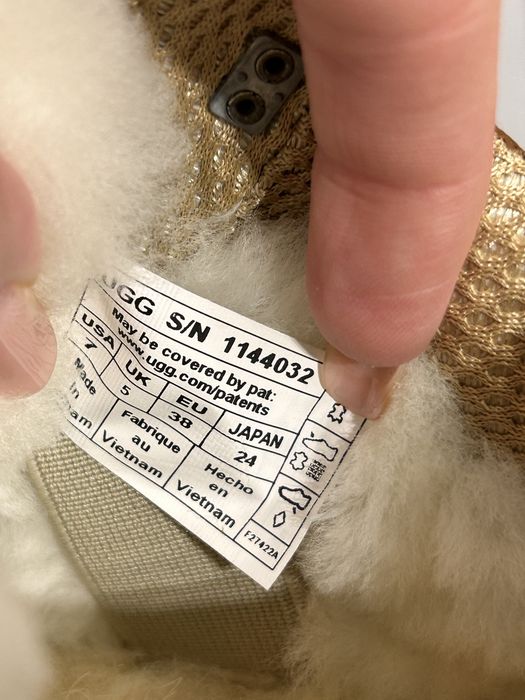 UGG S/N 1144032
May be covered by pat:
www.ugg.com/patents
USA UK EU JAPAN
7 5 38 24
Made in Vietnam
Fabrique au Vietnam
Hecho en Vietnam
F27422A